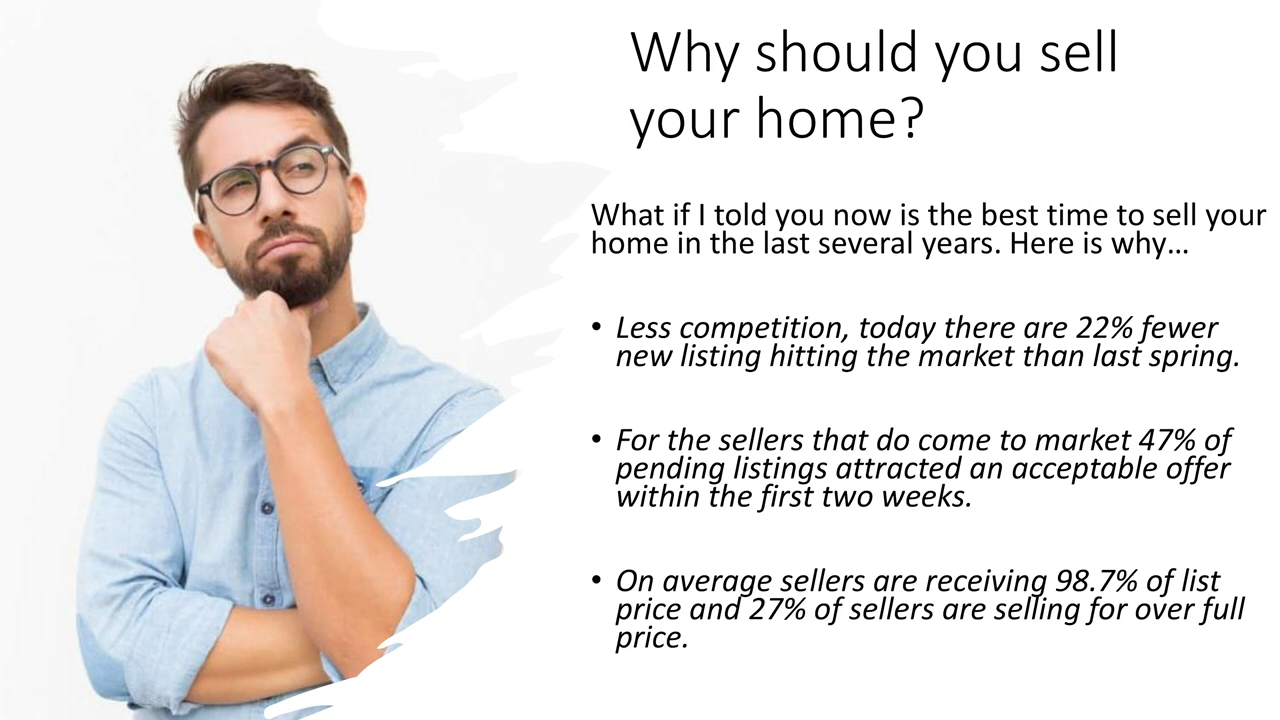 Why should you sell
your home?
What if I told you now is the best time to sell your
home in the last several years. Here is why…
• Less competition, today there are 22% fewer
new listing hitting the market than last spring.
• For the sellers that do come to market 47% of
pending listings attracted an acceptable offer
within the first two weeks.
• On average sellers are receiving 98.7% of list
price and 27% of sellers are selling for over full
price.